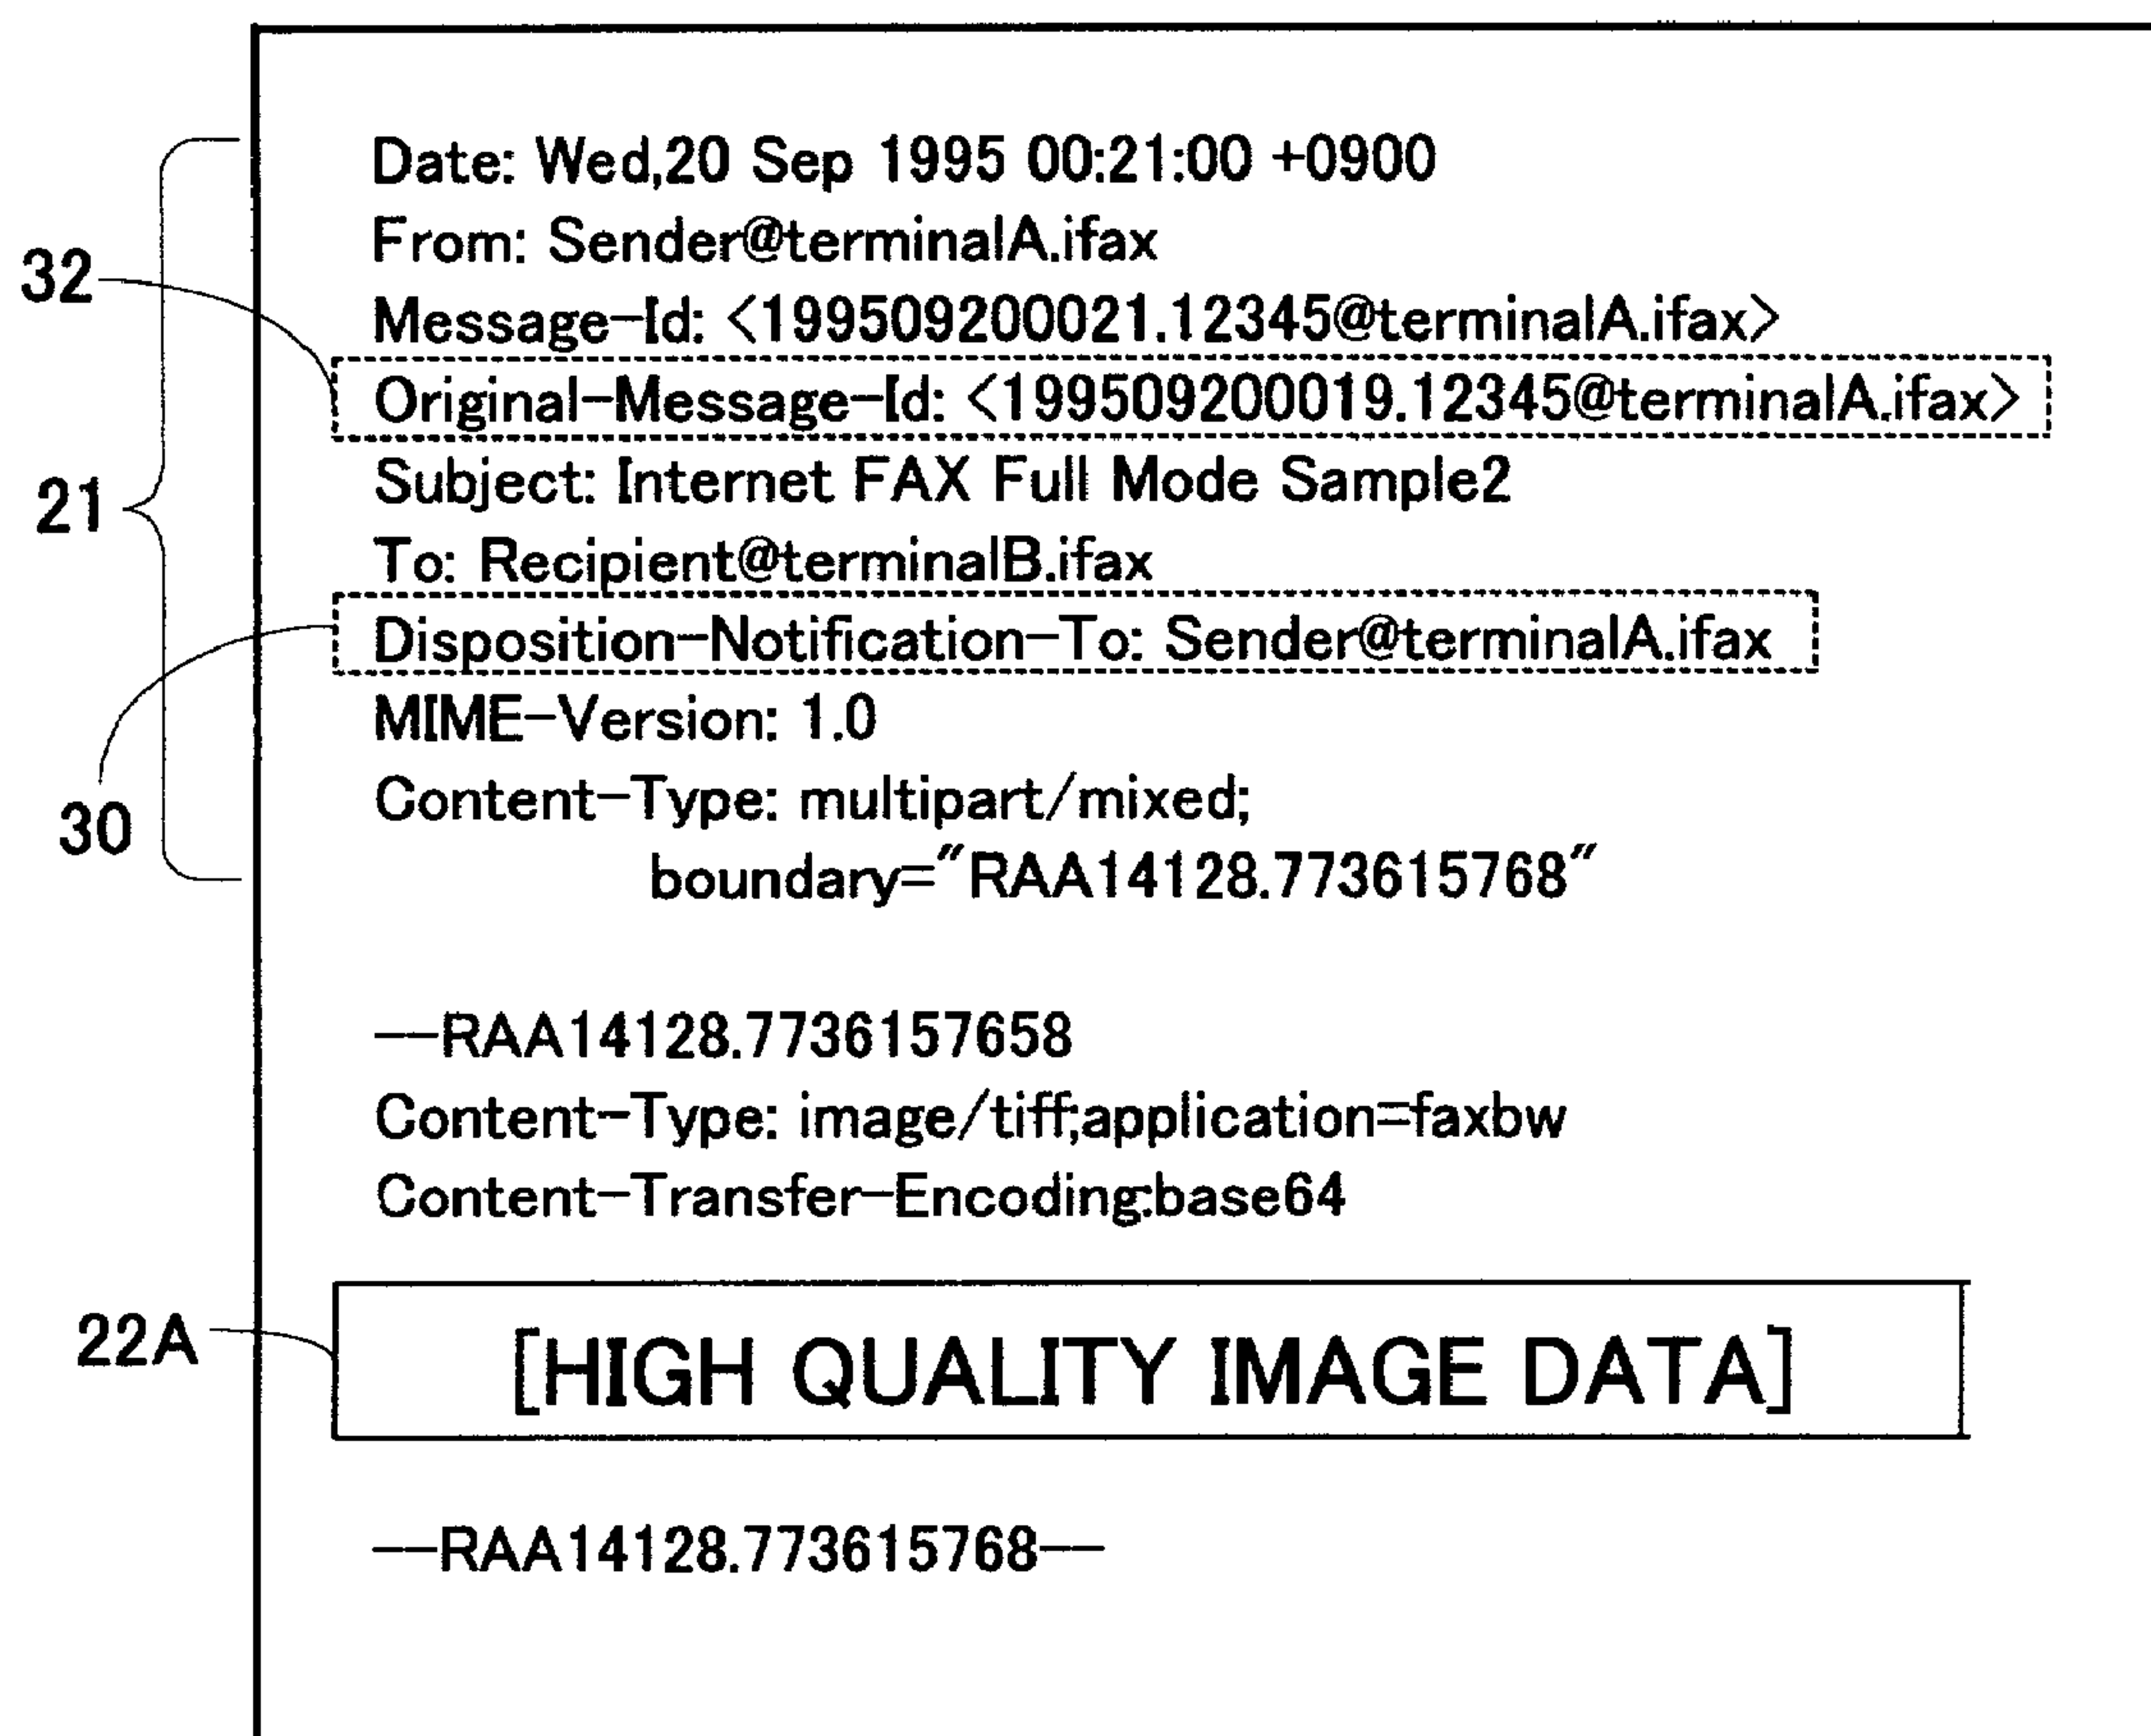 Date: Wed,20 Sep 1995 00:21:00 +0900
From: Sender@terminalA.ifax
32
Message-Id: <199509200021.12345@terminalA.ifax>
Original-Message-Id: <199509200019.12345@terminalA.ifax>
21
Subject: Internet FAX Full Mode Sample2
To: Recipient@terminalB.ifax
Disposition-Notification-To: Sender@terminalA.ifax
MIME-Version: 1.0
30
Content-Type: multipart/mixed;
boundary="RAA14128.773615768"
--RAA14128.7736157658
Content-Type: image/tiff;application=faxbw
Content-Transfer-Encoding:base64
22A
[HIGH QUALITY IMAGE DATA]
--RAA14128.773615768--